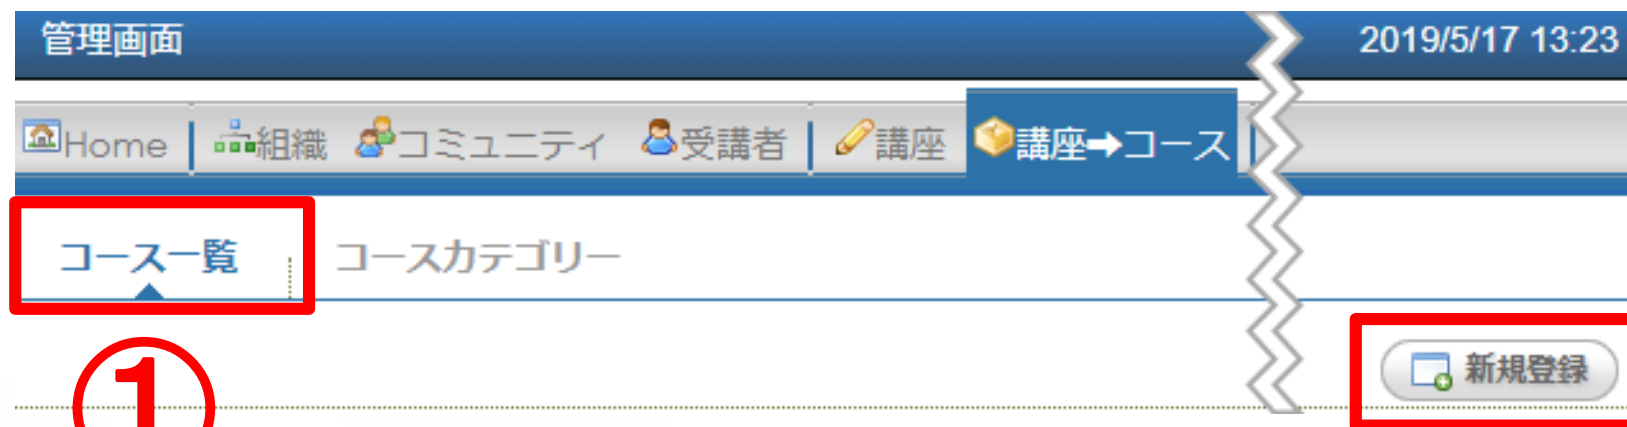 管理画面 2019/5/17 13:23
Home 組織 コミュニティ 受講者 講座 講座➡コース
コース一覧 コースカテゴリー
新規登録
①